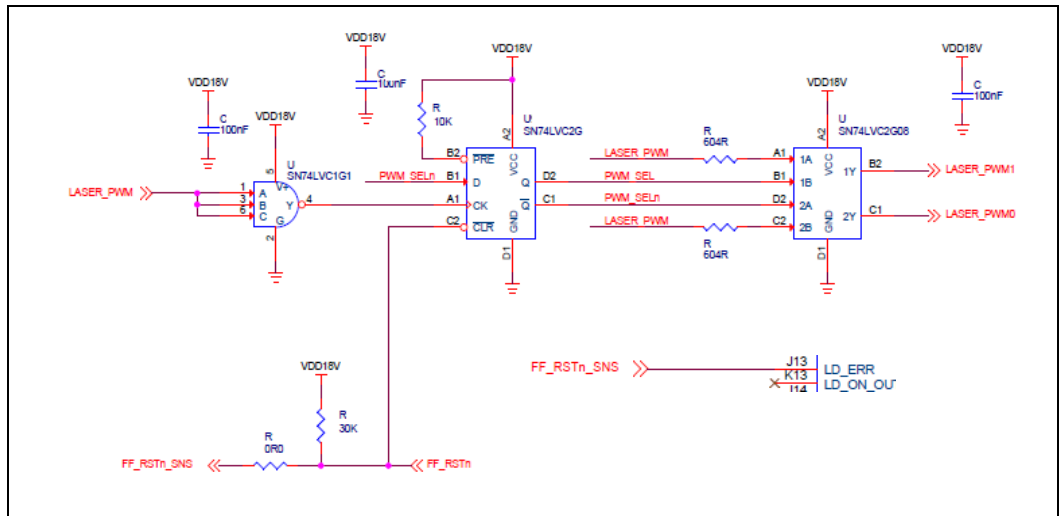 VDD18V
C
100nF
VDD18V
LASER_PWM
1
3
6
A
B
C
V+
Y
G
5
4
2
U
SN74LVC1G1
VDD18V
C
VDD18V
R
10K
U
SN74LVC2G
A2
B2
PRE
VCC
PWM_SELn
B1
D
Q
D2
A1
CK
Q
C1
C2
CLR
GND
D1
LASER_PWM
R
604R
PWM_SEL
PWM_SELn
LASER_PWM
R
604R
VDD18V
U
SN74LVC2G08
A2
A1
1A
VCC
1Y
B2
LASER_PWM1
B1
1B
D2
2A
2Y
C1
LASER_PWM0
C2
2B
GND
D1
VDD18V
C
100nF
VDD18V
R
30K
FF_RSTn_SNS
R
0R0
FF_RSTn
FF_RSTn_SNS
J13
LD_ERR
K13
LD_ON_OUT
J14